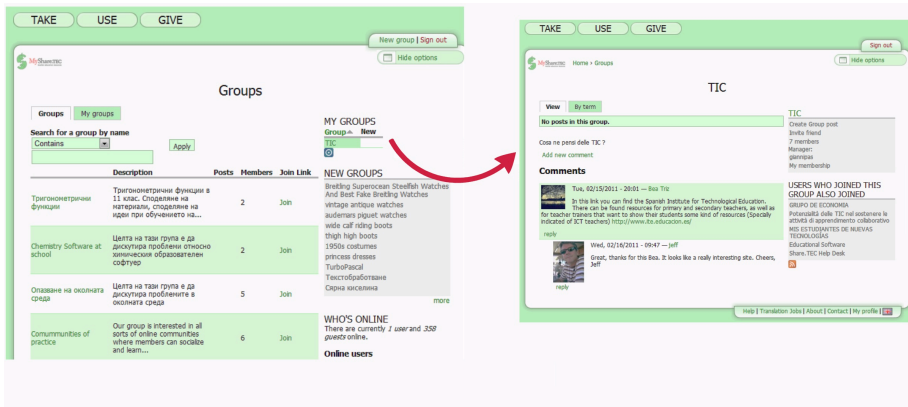 TAKE USE GIVE
New group | Sign out
Hide options
MyShareTEC
Groups
Groups My groups
Search for a group by name
Contains
Apply
Description Posts Members Join Link
Тригонометрични функции
Тригонометрични функции в
11 клас. Споделяне на
материали, споделяне на
идеи при обучението на...
2 Join
Chemistry Software at
school
Целта на тази група е да
дискутира проблеми относно
химическия образователен
софтуер
2 Join
Опазване на околната
среда
Целта на тази група е да
дискутира проблемите в
околната среда
5 Join
Comummunities of
practice
Our group is interested in all
sorts of online communities
where members can socialize
and learn...
6 Join
MY GROUPS
Group New
TIC
NEW GROUPS
Breitling Superocean Steelfish Watches
And Best Fake Breitling Watches
vintage antique watches
audemars piguet watches
wide calf riding boots
thigh high boots
1950s costumes
princess dresses
TurboPascal
Текстобработване
Сярна киселина
more
WHO'S ONLINE
There are currently 1 user and 358
guests online.
Online users
TAKE USE GIVE
Sign out
Hide options
MyShareTEC Home › Groups
TIC
View By term
No posts in this group.
Cosa ne pensi delle TIC ?
Add new comment
Comments
Tue, 02/15/2011 - 20:01 — Bea Triz
In this link you can find the Spanish Institute for Technological Education.
There can be found resources for primary and secondary teachers, as well as
for teacher trainers that want to show their students some kind of resources (Specially
indicated of ICT teachers) http://www.ite.educacion.es/
reply
Wed, 02/16/2011 - 09:47 — jeff
Great, thanks for this Bea. It looks like a really interesting site. Cheers,
Jeff
reply
TIC
Create Group post
Invite friend
7 members
Manager:
giannipas
My membership
USERS WHO JOINED THIS
GROUP ALSO JOINED
GRUPO DE ECONOMIA
Potenzialità delle TIC nel sostenere le
attività di apprendimento collaborativo
MIS ESTUDIANTES DE NUEVAS
TECNOLOGÍAS
Educational Software
Share.TEC Help Desk
Help | Translation Jobs | About | Contact | My profile |